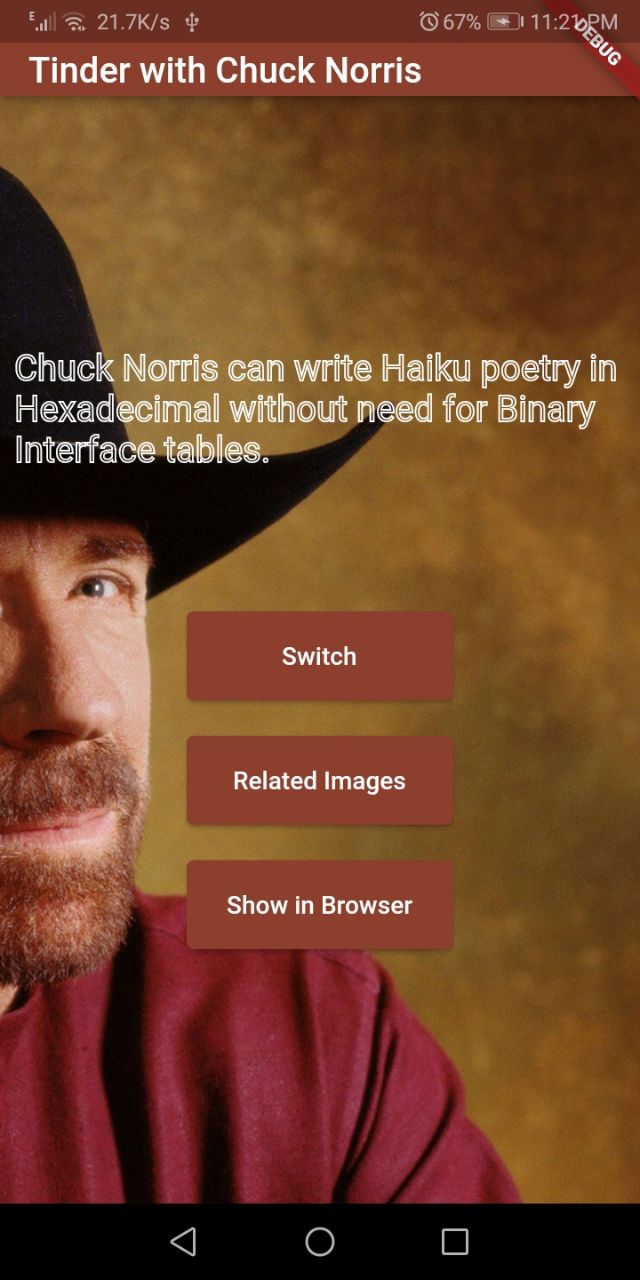 E 21.7K/s 67% 11:21 PM
DEBUG
Tinder with Chuck Norris
Chuck Norris can write Haiku poetry in
Hexadecimal without need for Binary
Interface tables.
Switch
Related Images
Show in Browser